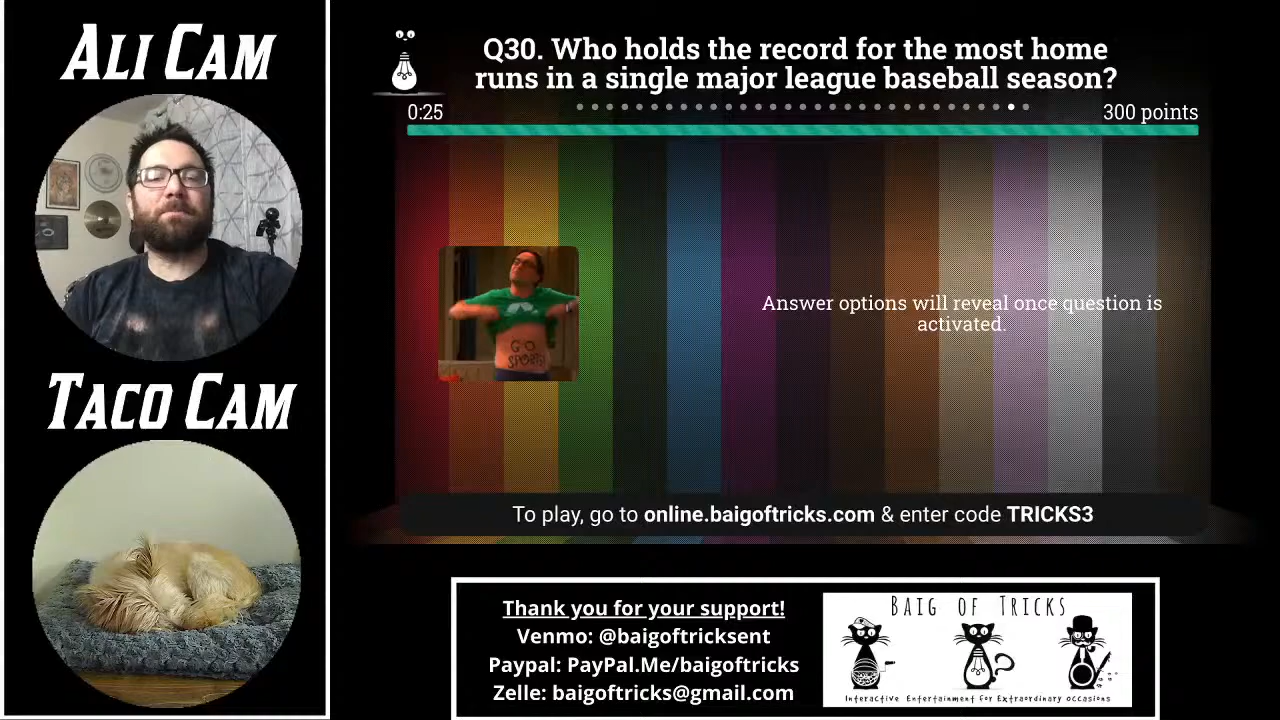 ALI CAM
TACO CAM
Q30. Who holds the record for the most home
runs in a single major league baseball season?
0:25
300 points
GO
SPORTS
Answer options will reveal once question is
activated.
To play, go to online.baigoftricks.com & enter code TRICKS3
Thank you for your support!
Venmo: @baigoftricksent
Paypal: PayPal.Me/baigoftricks
Zelle: baigoftricks@gmail.com
BAIG OF TRICKS
Interactive Entertainment for Extraordinary Occasions